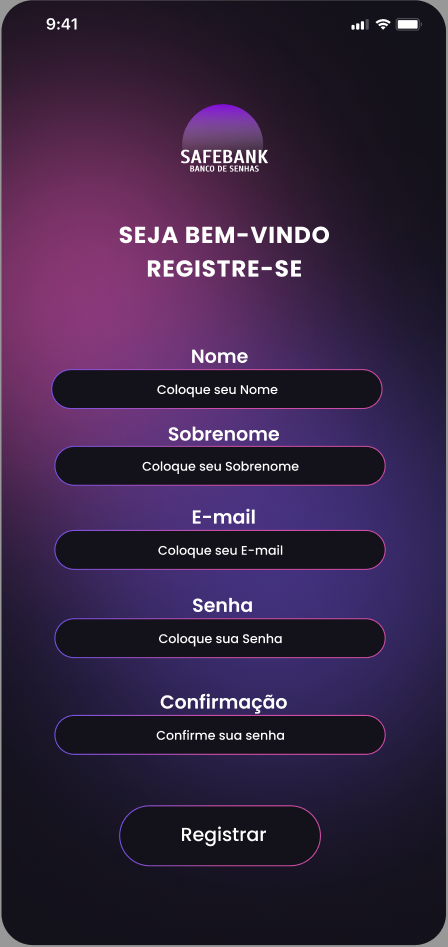 9:41
SAFEBANK
BANCO DE SENHAS
SEJA BEM-VINDO
REGISTRE-SE
Nome
Coloque seu Nome
Sobrenome
Coloque seu Sobrenome
E-mail
Coloque seu E-mail
Senha
Coloque sua Senha
Confirmação
Confirme sua senha
Registrar